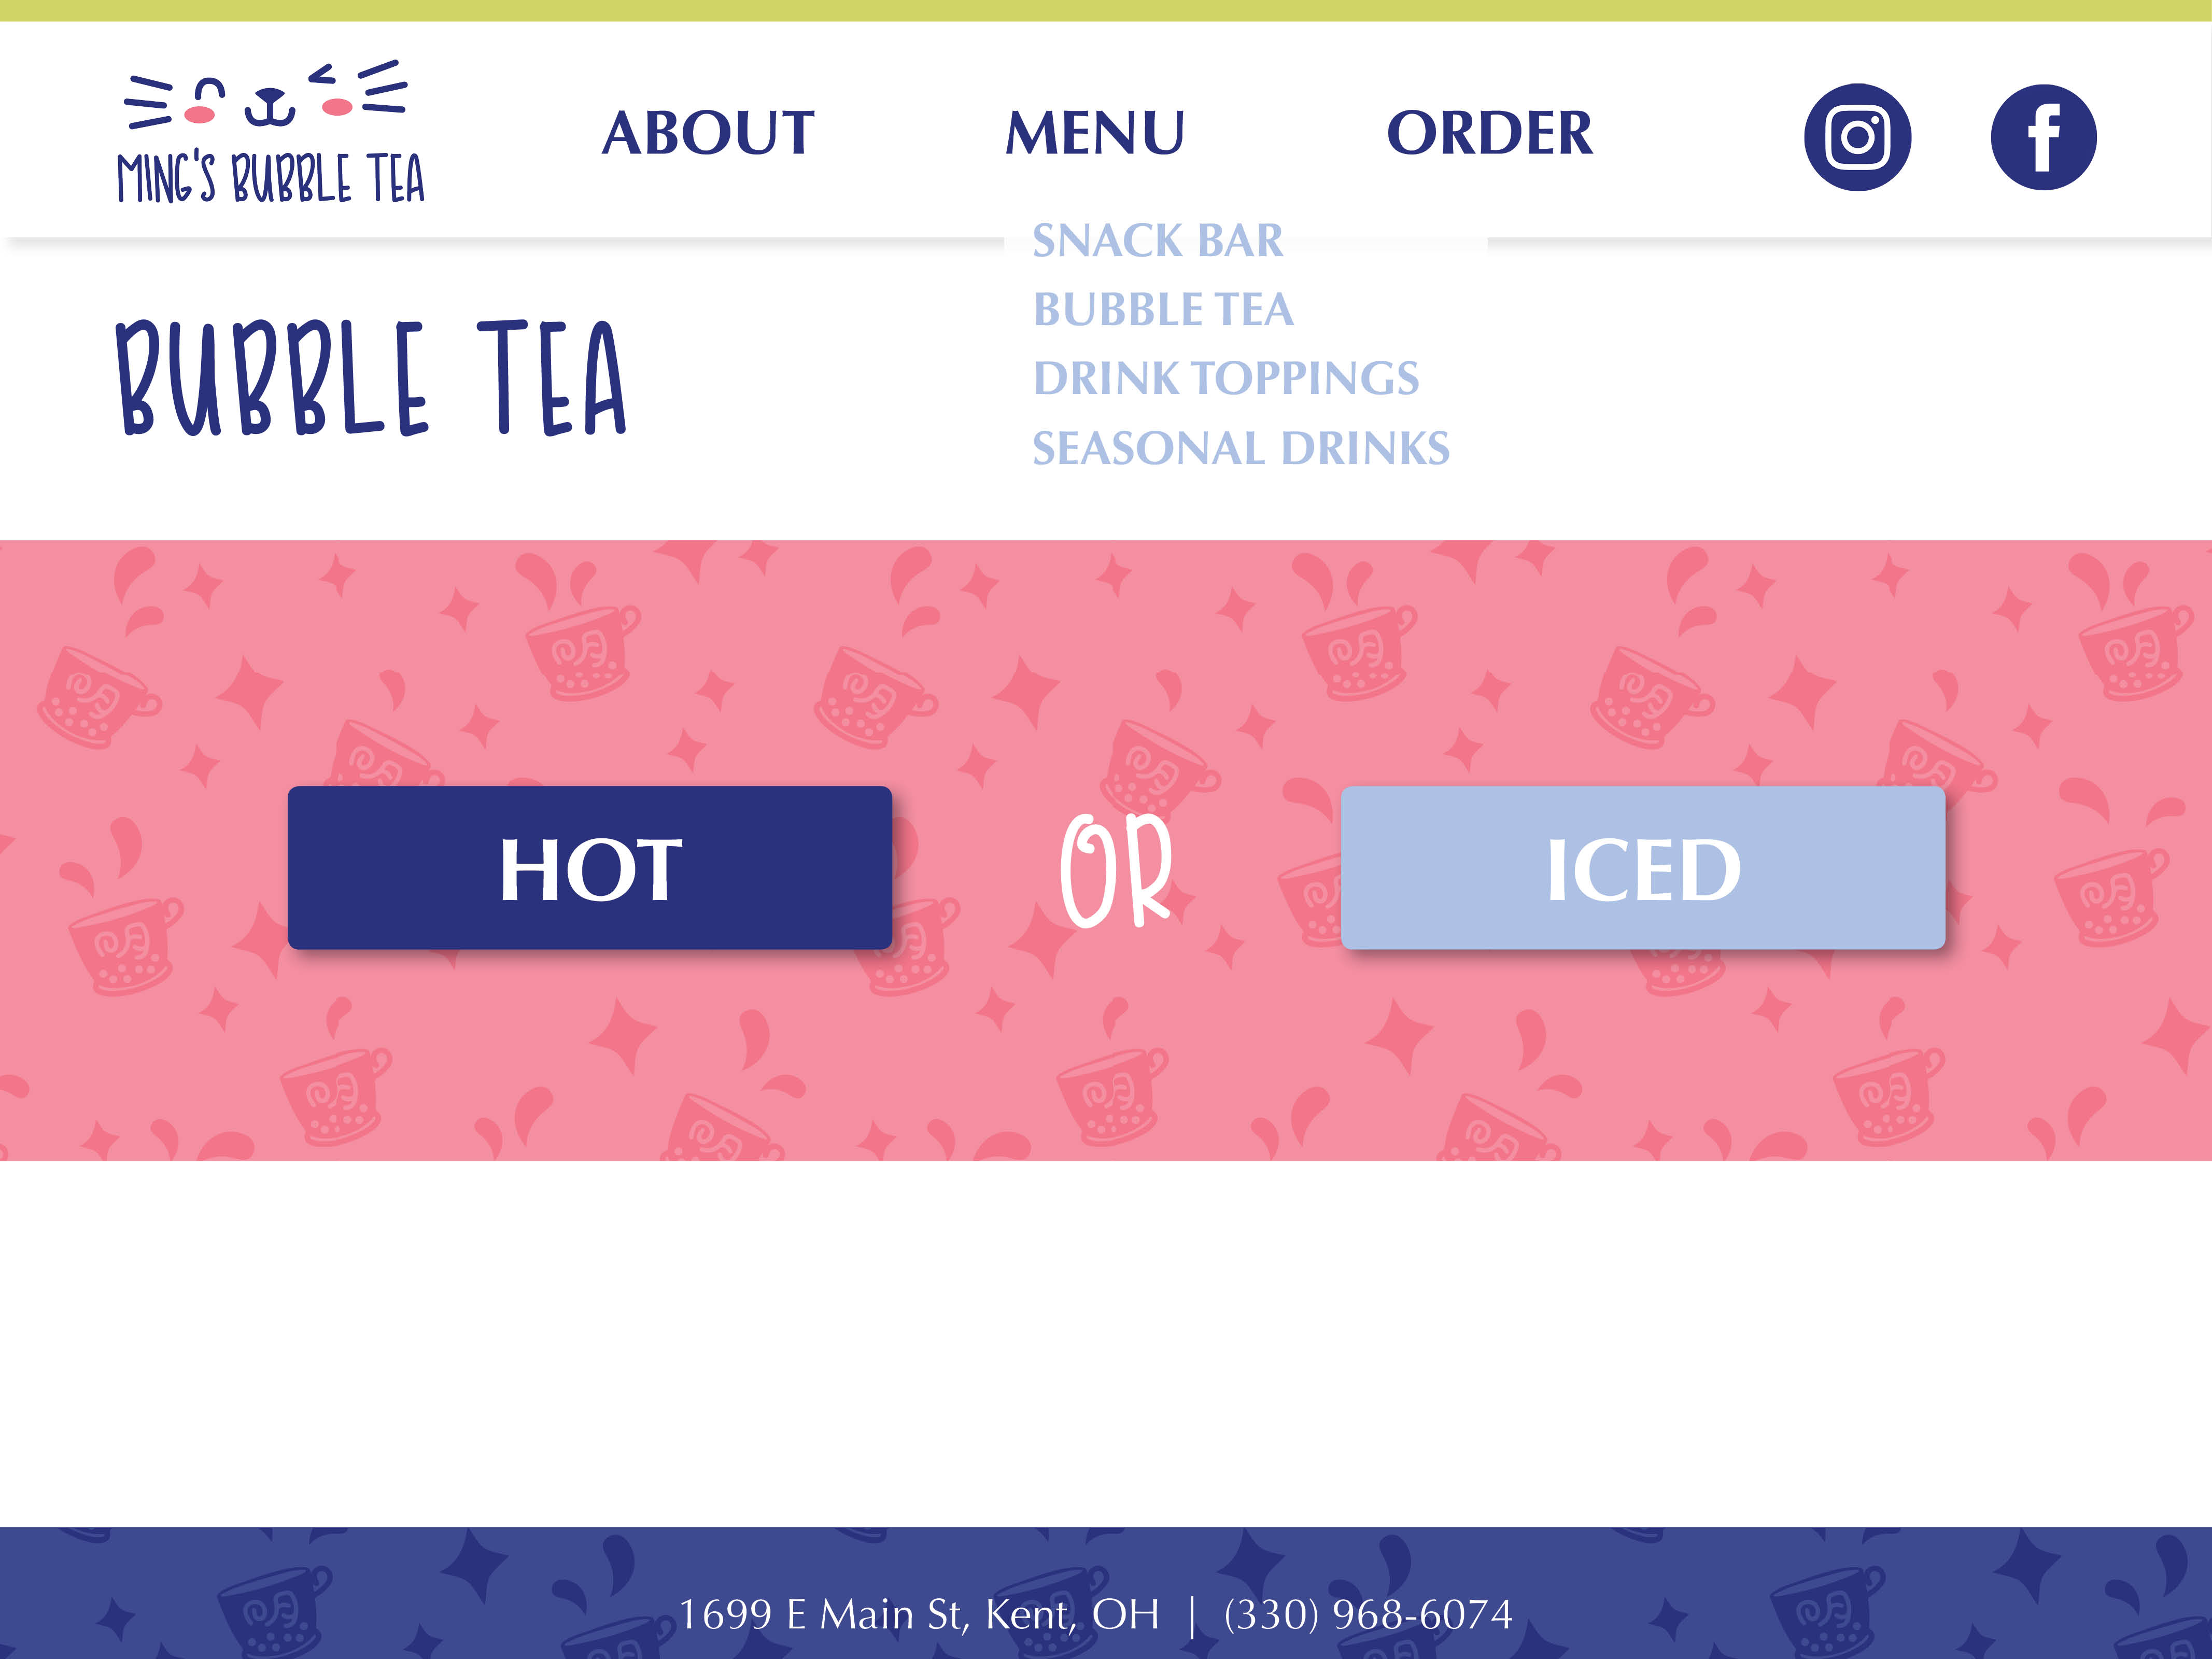 MING'S BUBBLE TEA
ABOUT
MENU
ORDER
SNACK BAR
BUBBLE TEA
DRINK TOPPINGS
SEASONAL DRINKS
BUBBLE TEA
HOT
OR
ICED
1699 E Main St, Kent, OH | (330) 968-6074